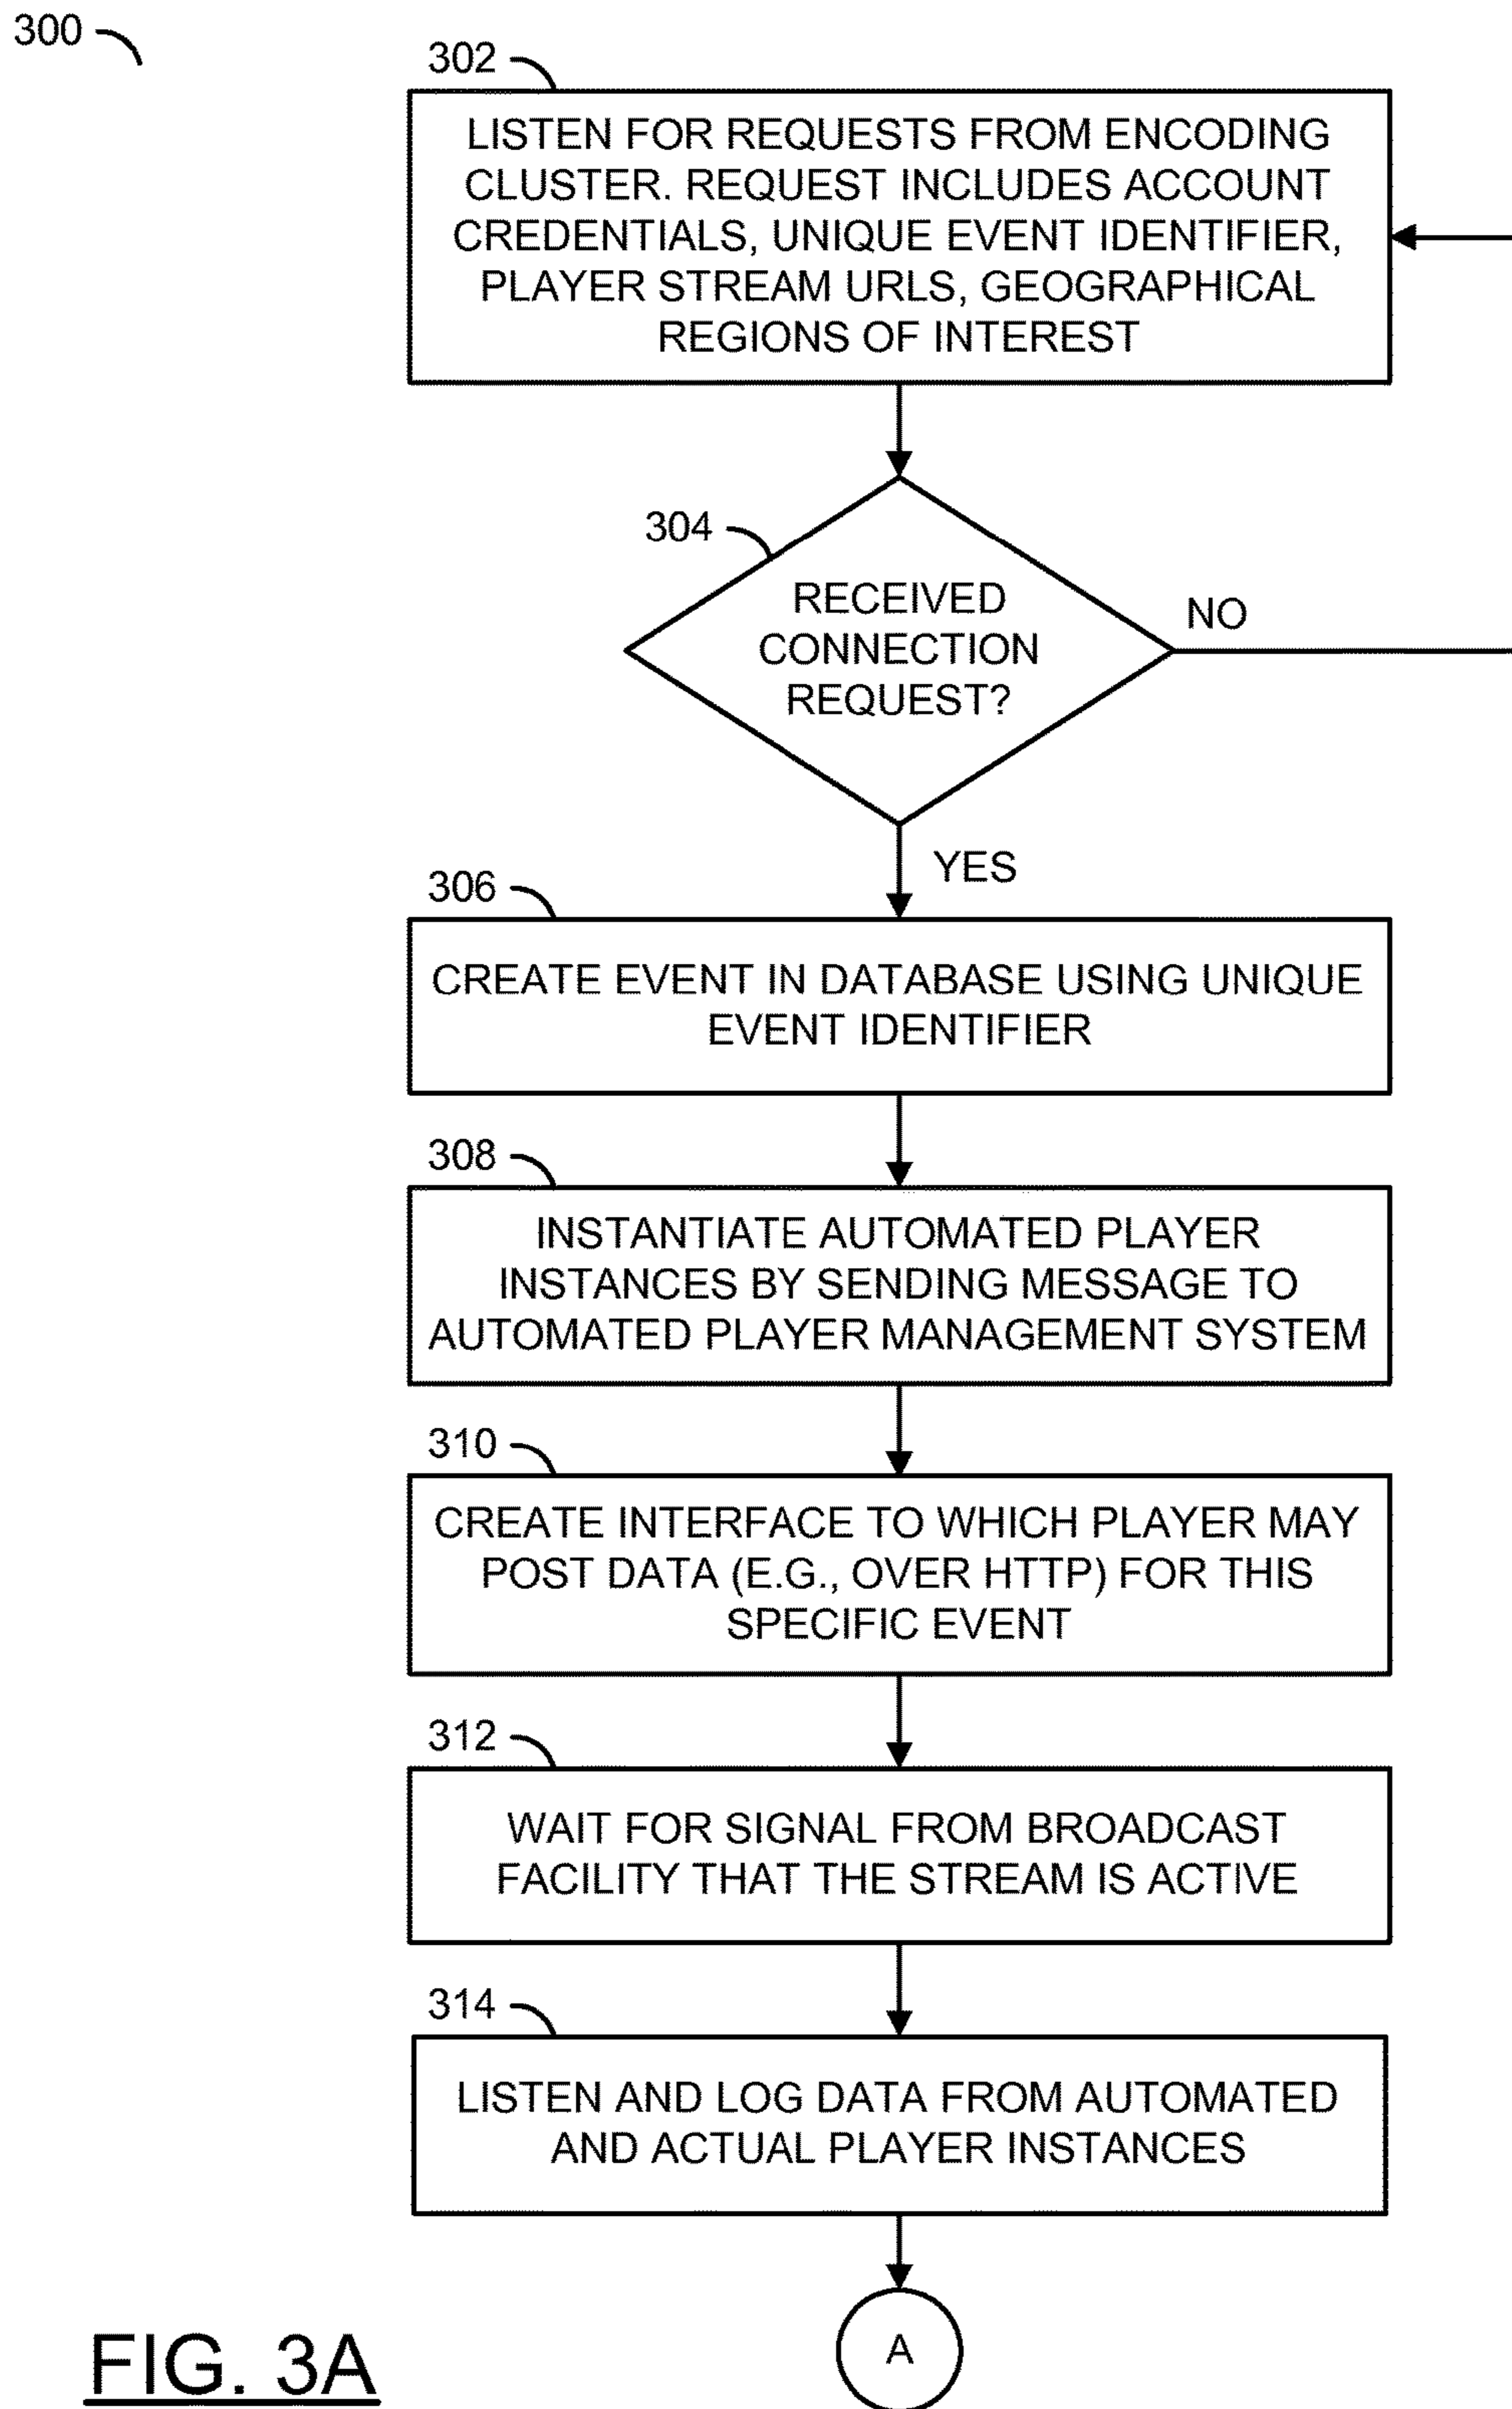 300
302
LISTEN FOR REQUESTS FROM ENCODING
CLUSTER. REQUEST INCLUDES ACCOUNT
CREDENTIALS, UNIQUE EVENT IDENTIFIER,
PLAYER STREAM URLS, GEOGRAPHICAL
REGIONS OF INTEREST
304
RECEIVED
CONNECTION
REQUEST?
NO
YES
306
CREATE EVENT IN DATABASE USING UNIQUE
EVENT IDENTIFIER
308
INSTANTIATE AUTOMATED PLAYER
INSTANCES BY SENDING MESSAGE TO
AUTOMATED PLAYER MANAGEMENT SYSTEM
310
CREATE INTERFACE TO WHICH PLAYER MAY
POST DATA (E.G., OVER HTTP) FOR THIS
SPECIFIC EVENT
312
WAIT FOR SIGNAL FROM BROADCAST
FACILITY THAT THE STREAM IS ACTIVE
314
LISTEN AND LOG DATA FROM AUTOMATED
AND ACTUAL PLAYER INSTANCES
A
FIG. 3A